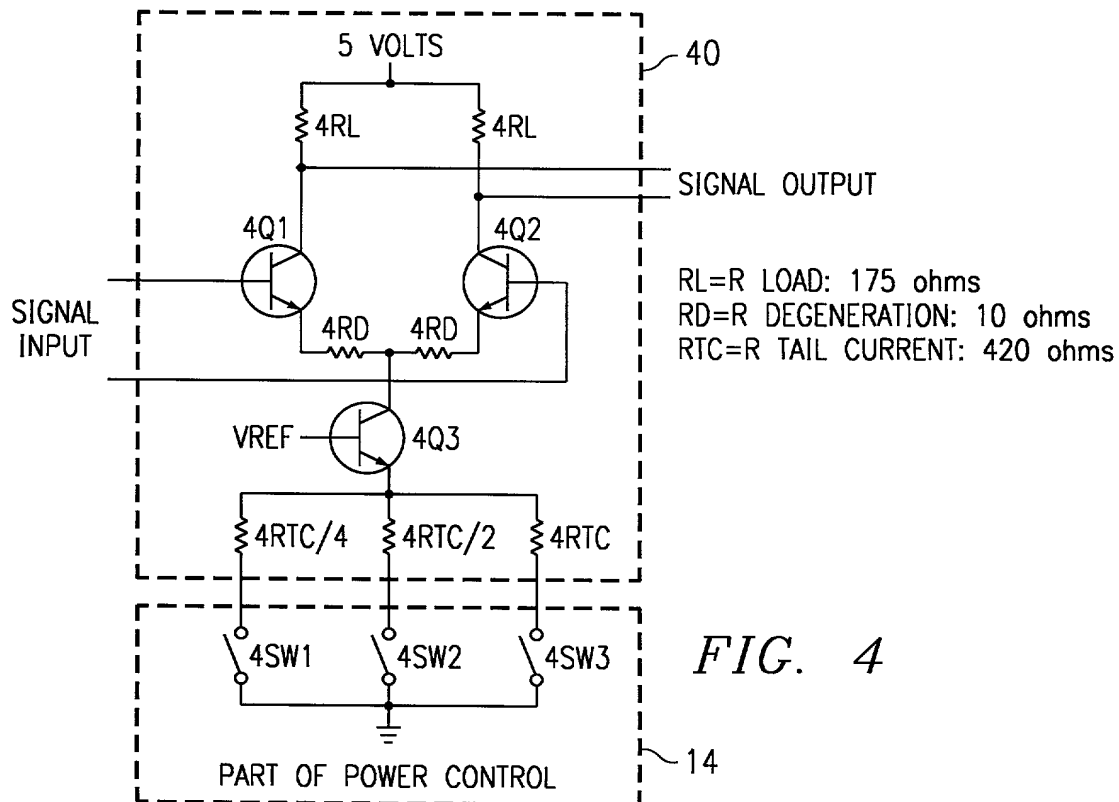 5 VOLTS
40
4RL
4RL
SIGNAL OUTPUT
4Q1
4Q2
RL=R LOAD: 175 ohms
RD=R DEGENERATION: 10 ohms
RTC=R TAIL CURRENT: 420 ohms
SIGNAL
INPUT
4RD
4RD
VREF
4Q3
4RTC/4
4RTC/2
4RTC
4SW1
4SW2
4SW3
FIG. 4
14
PART OF POWER CONTROL